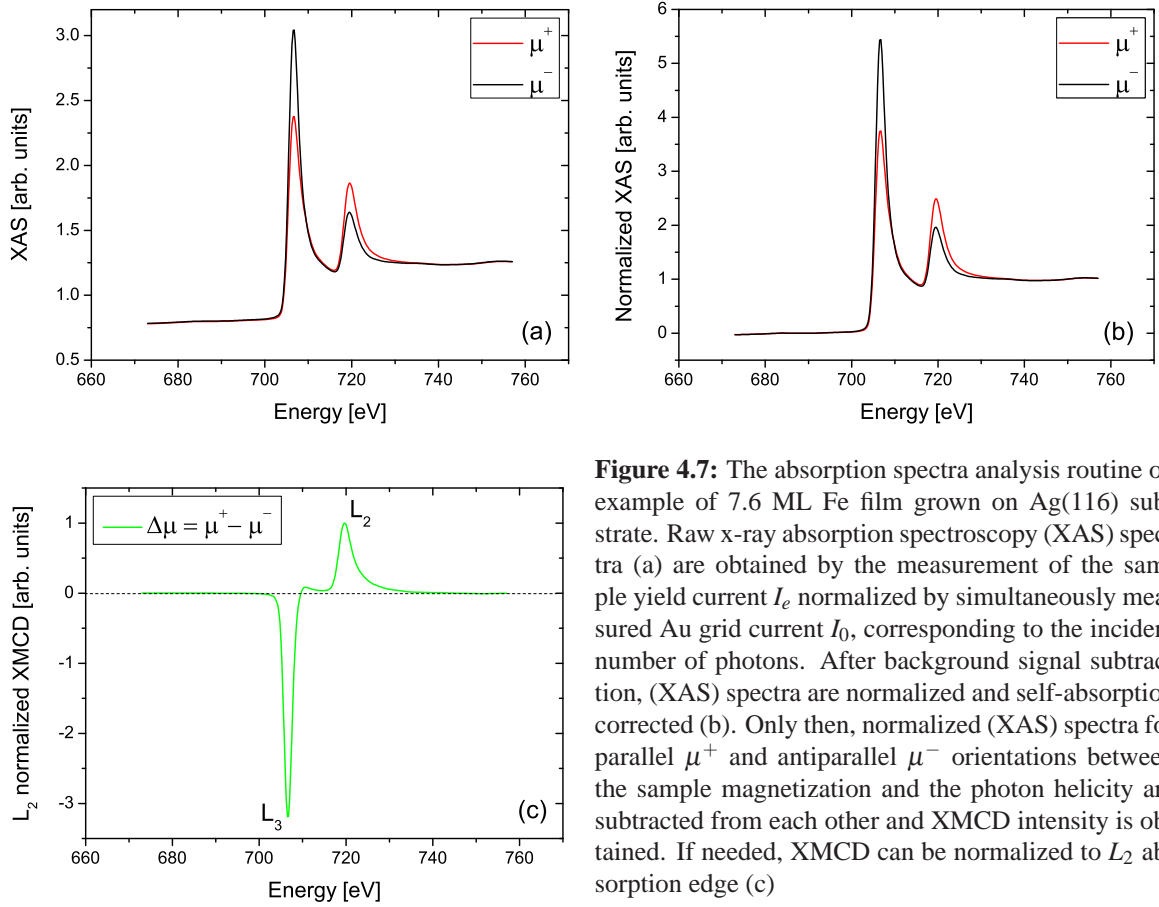 3.0
2.5
2.0
1.5
1.0
0.5
XAS [arb. units]
μ+
μ−
(a)
660 680 700 720 740 760
Energy [eV]
6
5
4
3
2
1
0
Normalized XAS [arb. units]
μ+
μ−
(b)
660 680 700 720 740 760
Energy [eV]
1
0
-1
-2
-3
L2 normalized XMCD [arb. units]
Δμ = μ+− μ−
L2
L3
(c)
660 680 700 720 740 760
Energy [eV]
Figure 4.7: The absorption spectra analysis routine o
example of 7.6 ML Fe film grown on Ag(116) sub
strate. Raw x-ray absorption spectroscopy (XAS) spec
tra (a) are obtained by the measurement of the sam
ple yield current Ie normalized by simultaneously mea
sured Au grid current I0, corresponding to the inciden
number of photons. After background signal subtrac
tion, (XAS) spectra are normalized and self-absorptio
corrected (b). Only then, normalized (XAS) spectra fo
parallel μ+ and antiparallel μ− orientations between
the sample magnetization and the photon helicity ar
subtracted from each other and XMCD intensity is ob
tained. If needed, XMCD can be normalized to L2 ab
sorption edge (c)